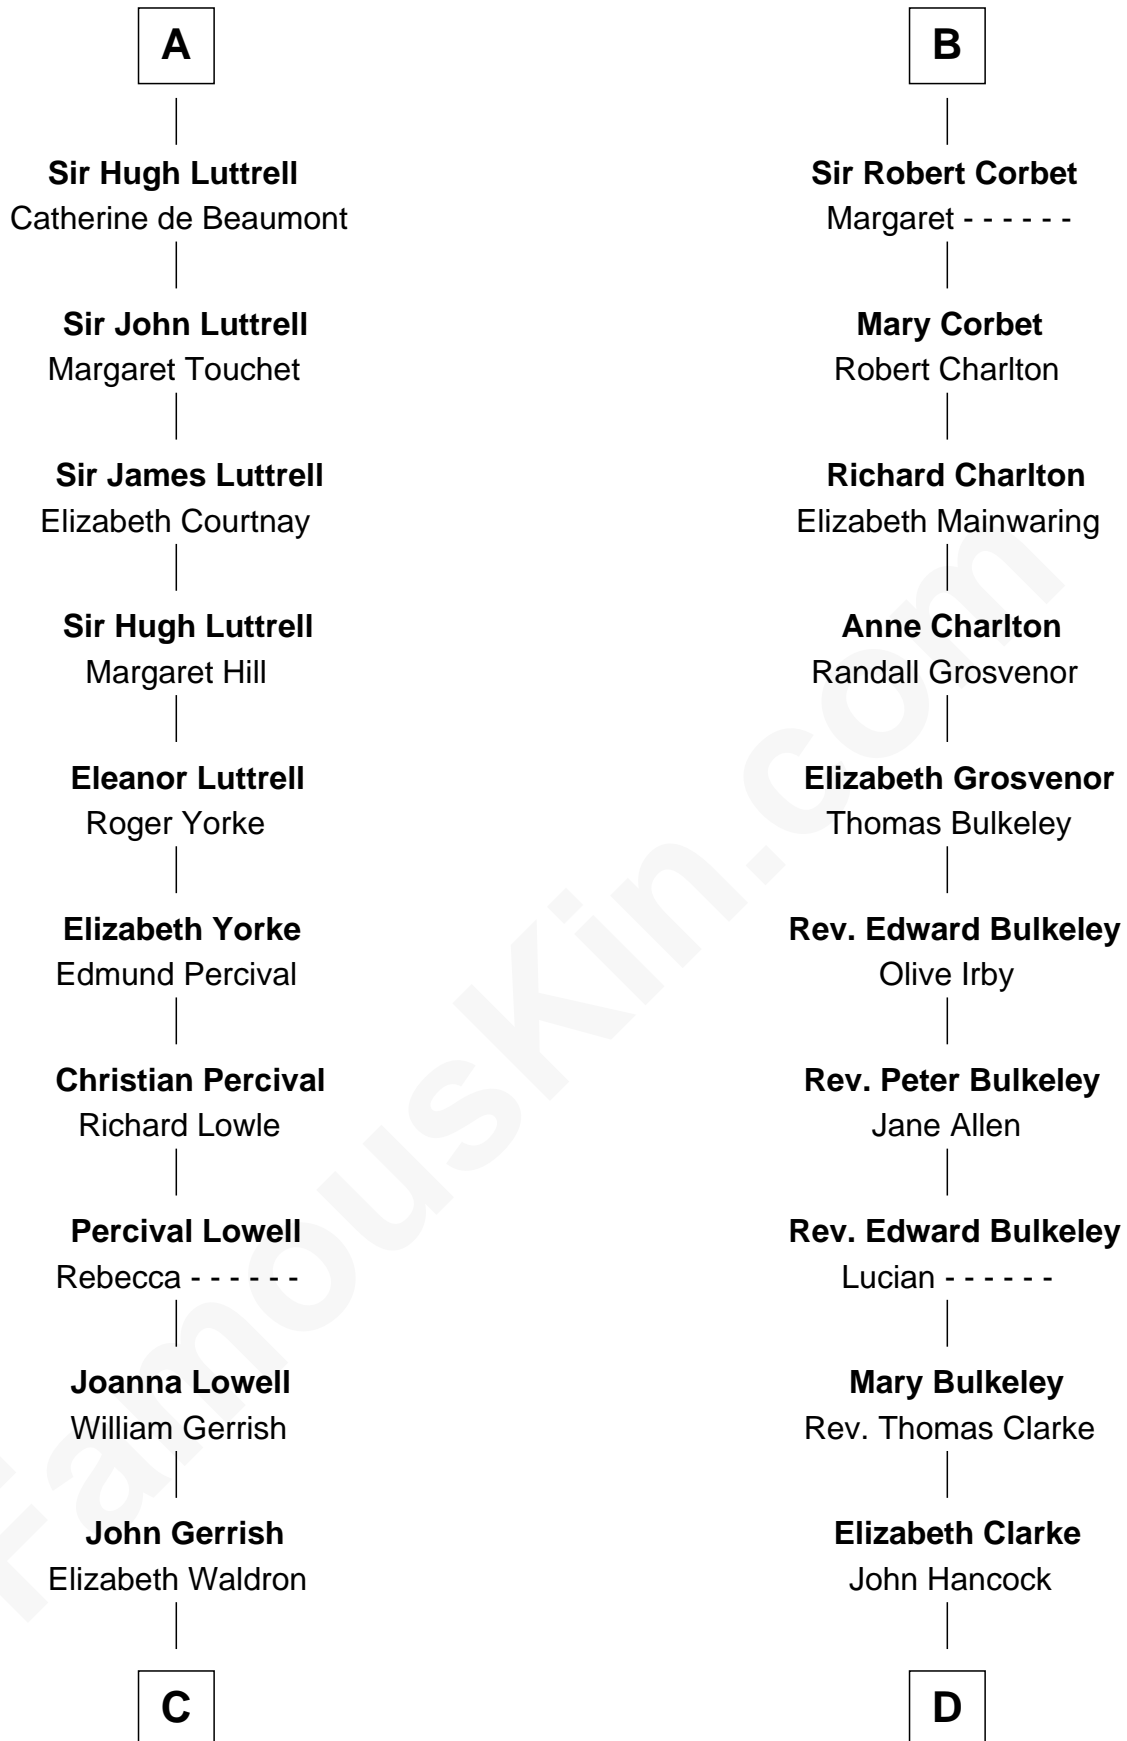 A
Sir Hugh Luttrell
Catherine de Beaumont
Sir John Luttrell
Margaret Touchet
Sir James Luttrell
Elizabeth Courtnay
Sir Hugh Luttrell
Margaret Hill
Eleanor Luttrell
Roger Yorke
Elizabeth Yorke
Edmund Percival
Christian Percival
Richard Lowle
Percival Lowell
Rebecca - - - - - -
Joanna Lowell
William Gerrish
John Gerrish
Elizabeth Waldron
C
B
Sir Robert Corbet
Margaret - - - - - -
Mary Corbet
Robert Charlton
Richard Charlton
Elizabeth Mainwaring
Anne Charlton
Randall Grosvenor
Elizabeth Grosvenor
Thomas Bulkeley
Rev. Edward Bulkeley
Olive Irby
Rev. Peter Bulkeley
Jane Allen
Rev. Edward Bulkeley
Lucian - - - - - -
Mary Bulkeley
Rev. Thomas Clarke
Elizabeth Clarke
John Hancock
D
FamousKin.com